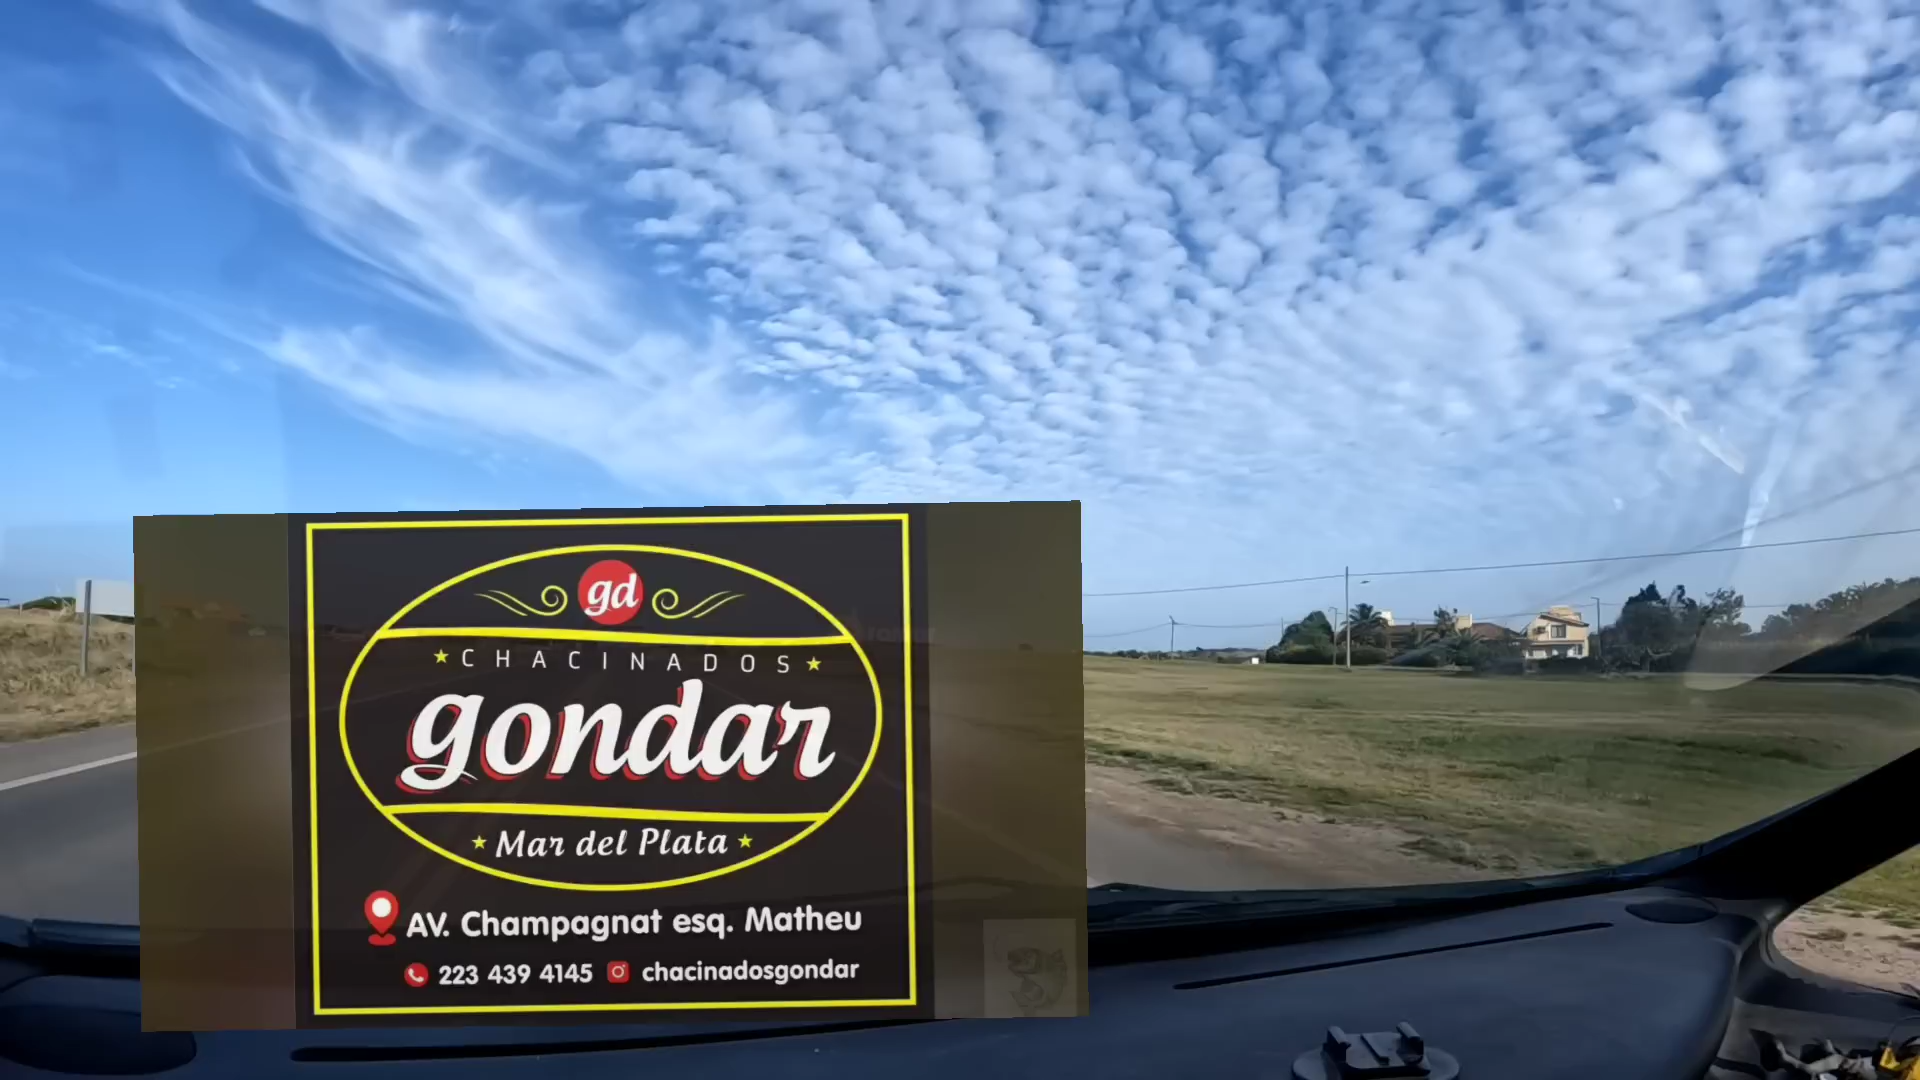 gd
CHACINADOS
gondar
Mar del Plata
AV. Champagnat esq. Matheu
223 439 4145 chacinadosgondar